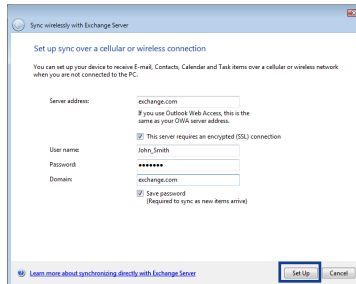 Sync wirelessly with Exchange Server
Set up sync over a cellular or wireless connection
You can set up your device to receive E-mail, Contacts, Calendar and Task items over a cellular or wireless network
when you are not connected to the PC.
Server address:
exchange.com
If you use Outlook Web Access, this is the
same as your OWA server address.
This server requires an encrypted (SSL) connection
User name:
John_Smith
Password:
•••••••
Domain:
exchange.com
Save password
(Required to sync as new items arrive)
Learn more about synchronizing directly with Exchange Server
Set Up
Cancel